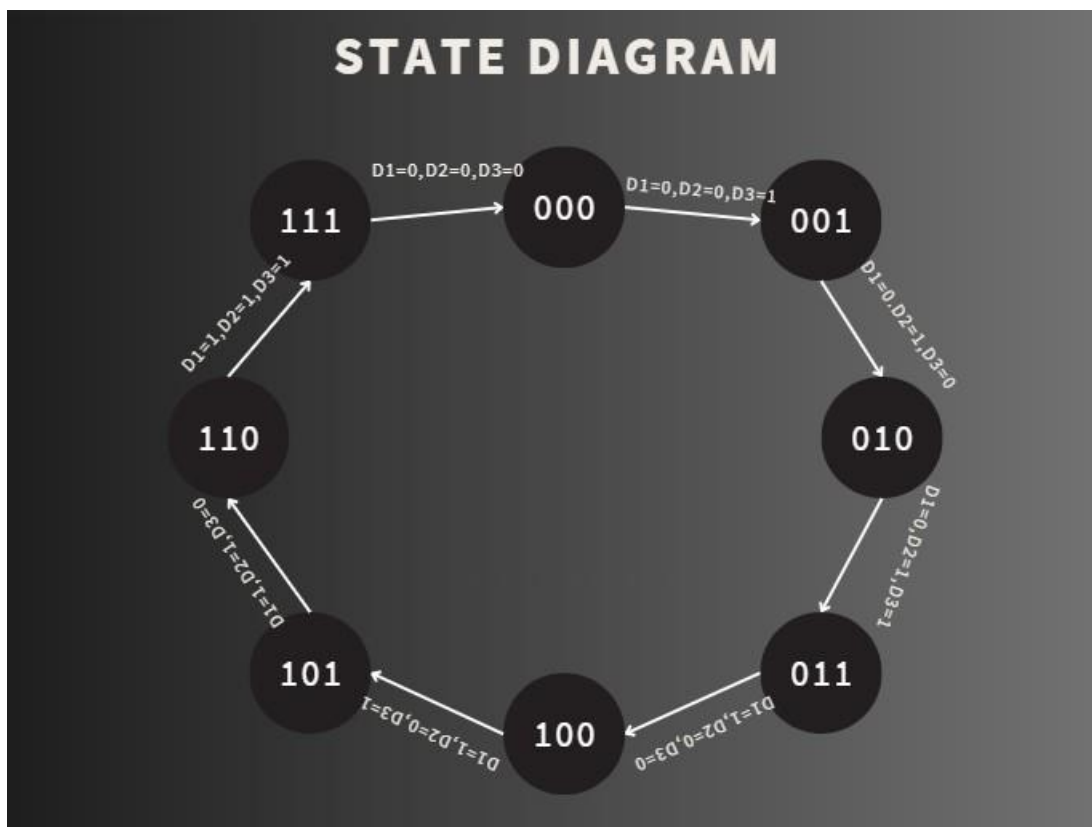 STATE DIAGRAM
D1=0,D2=0,D3=0
D1=0,D2=0,D3=1
111
000
001
D1=1,D2=1,D3=1
D1=0.D2=1,D3=0
110
010
D1=1,D2=1,D3=0
D1=0,D2=1,D3=1
101
011
100
D1=1,D2=0,D3=1
D1=1,D2=0,D3=0